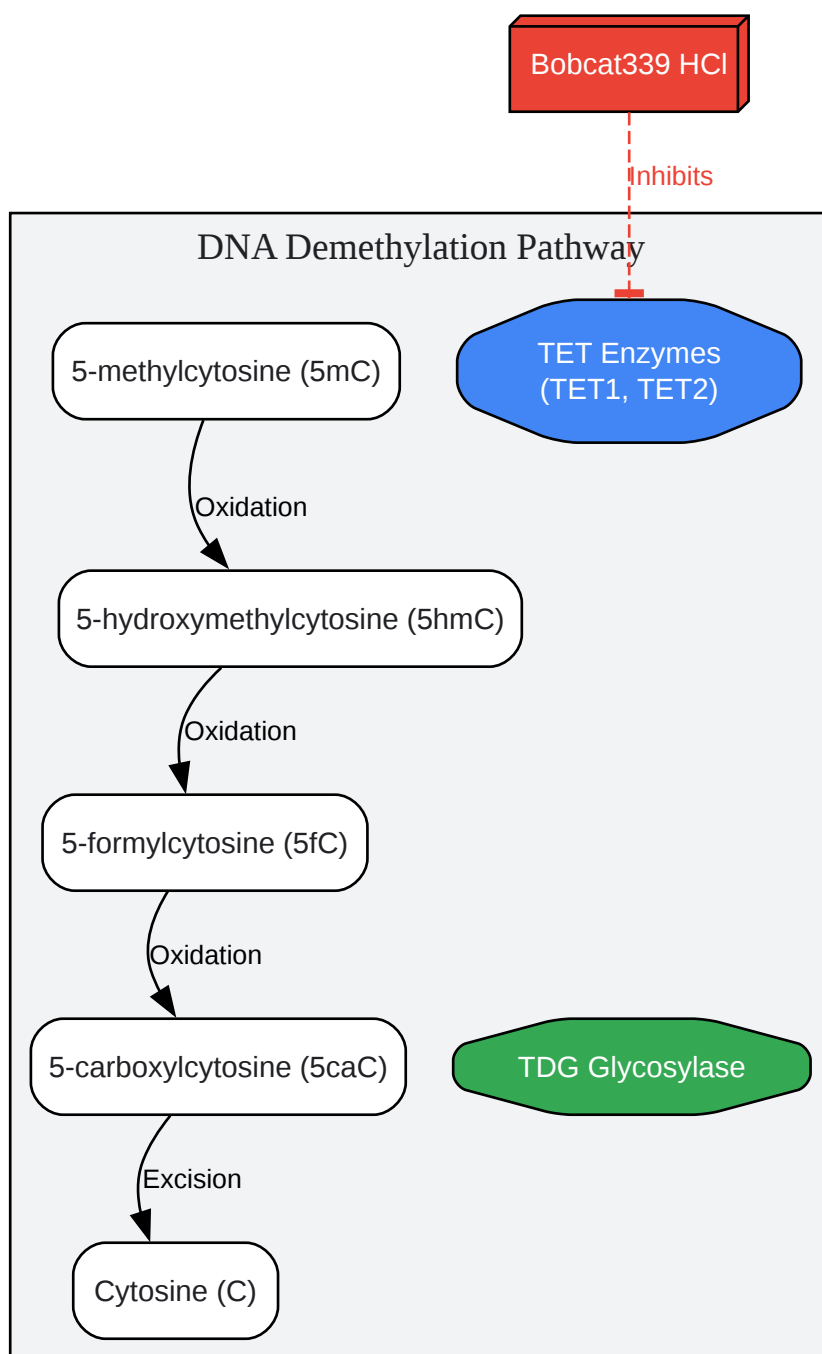 Bobcat339 HCl
Inhibits
DNA Demethylation Pathway
5-methylcytosine (5mC)
TET Enzymes
(TET1, TET2)
Oxidation
5-hydroxymethylcytosine (5hmC)
Oxidation
5-formylcytosine (5fC)
Oxidation
5-carboxylcytosine (5caC)
TDG Glycosylase
Excision
Cytosine (C)